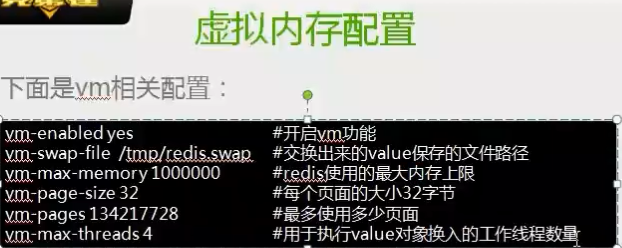 虚拟内存配置
下面是vm相关配置：
vm-enabled yes #开启vm功能
vm-swap-file /tmp/redis.swap #交换出来的value保存的文件路径
vm-max-memory 1000000 #redis使用的最大内存上限
vm-page-size 32 #每个页面的大小32字节
vm-pages 134217728 #最多使用多少页面
vm-max-threads 4 #用于执行value对象换入的工作线程数量